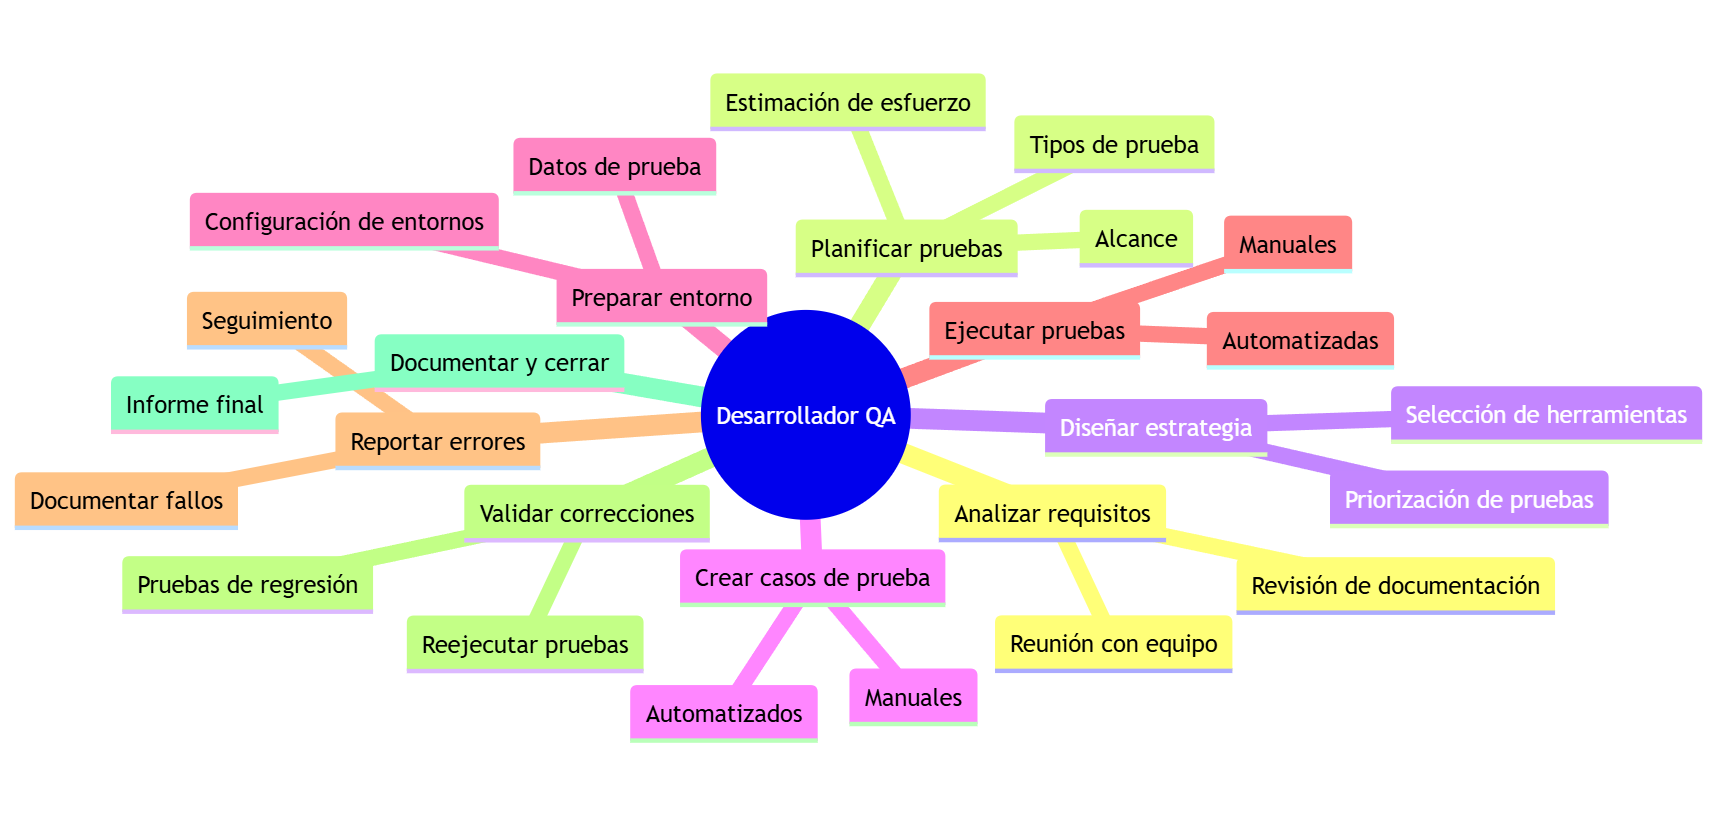 Estimación de esfuerzo
Tipos de prueba
Datos de prueba
Configuración de entornos
Planificar pruebas
Alcance
Manuales
Preparar entorno
Seguimiento
Ejecutar pruebas
Automatizadas
Documentar y cerrar
Informe final
Desarrollador QA
Diseñar estrategia
Selección de herramientas
Reportar errores
Documentar fallos
Priorización de pruebas
Validar correcciones
Analizar requisitos
Pruebas de regresión
Crear casos de prueba
Revisión de documentación
Reejecutar pruebas
Reunión con equipo
Automatizados
Manuales